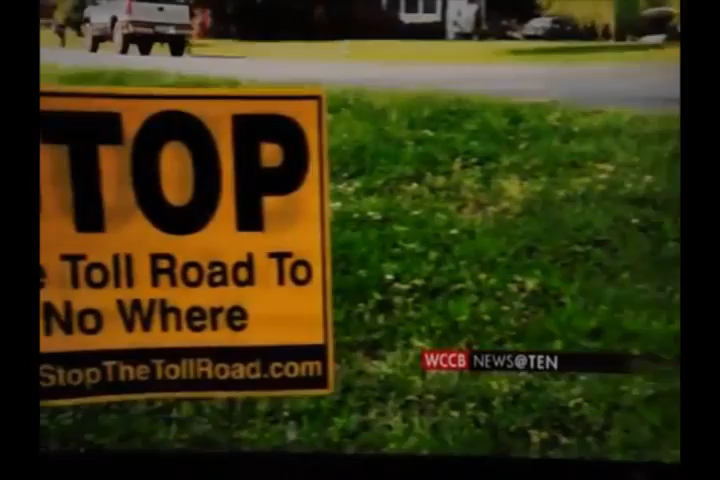 TOP
e Toll Road To
No Where
StopTheTollRoad.com
WCCB NEWS@TEN